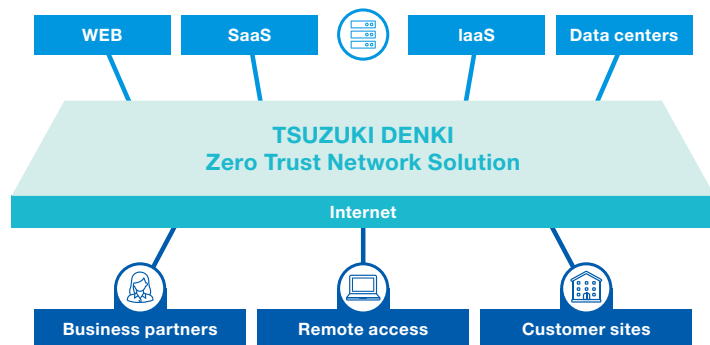 WEB
SaaS
IaaS
Data centers
TSUZUKI DENKI
Zero Trust Network Solution
Internet
Business partners
Remote access
Customer sites